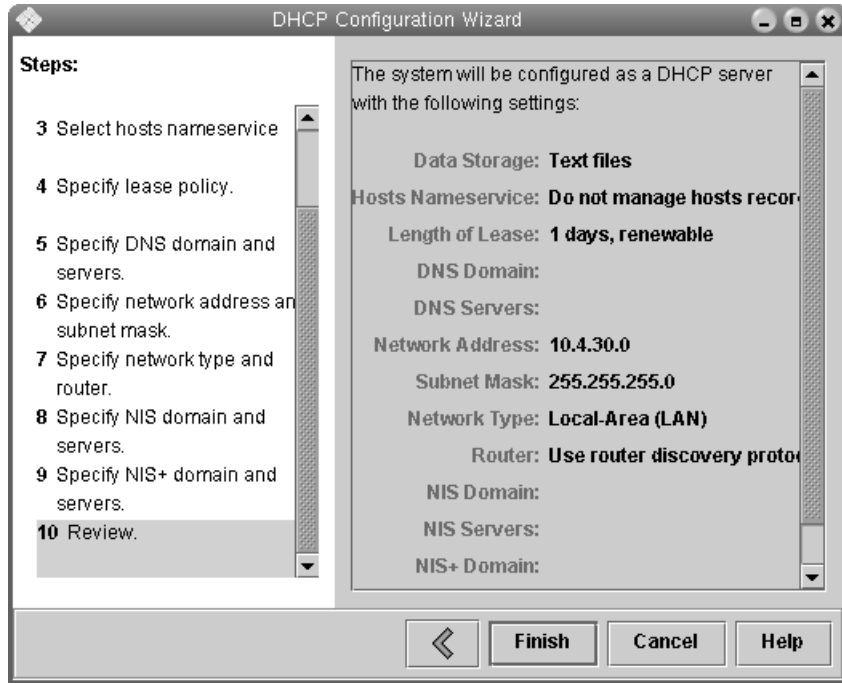 DHCP Configuration Wizard
Steps:
3 Select hosts nameservice
4 Specify lease policy.
5 Specify DNS domain and
servers.
6 Specify network address an
subnet mask.
7 Specify network type and
router.
8 Specify NIS domain and
servers.
9 Specify NIS+ domain and
servers.
10 Review.
The system will be configured as a DHCP server
with the following settings:
Data Storage: Text files
Hosts Nameservice: Do not manage hosts recor
Length of Lease: 1 days, renewable
DNS Domain:
DNS Servers:
Network Address: 10.4.30.0
Subnet Mask: 255.255.255.0
Network Type: Local-Area (LAN)
Router: Use router discovery proto
NIS Domain:
NIS Servers:
NIS+ Domain:
Finish Cancel Help